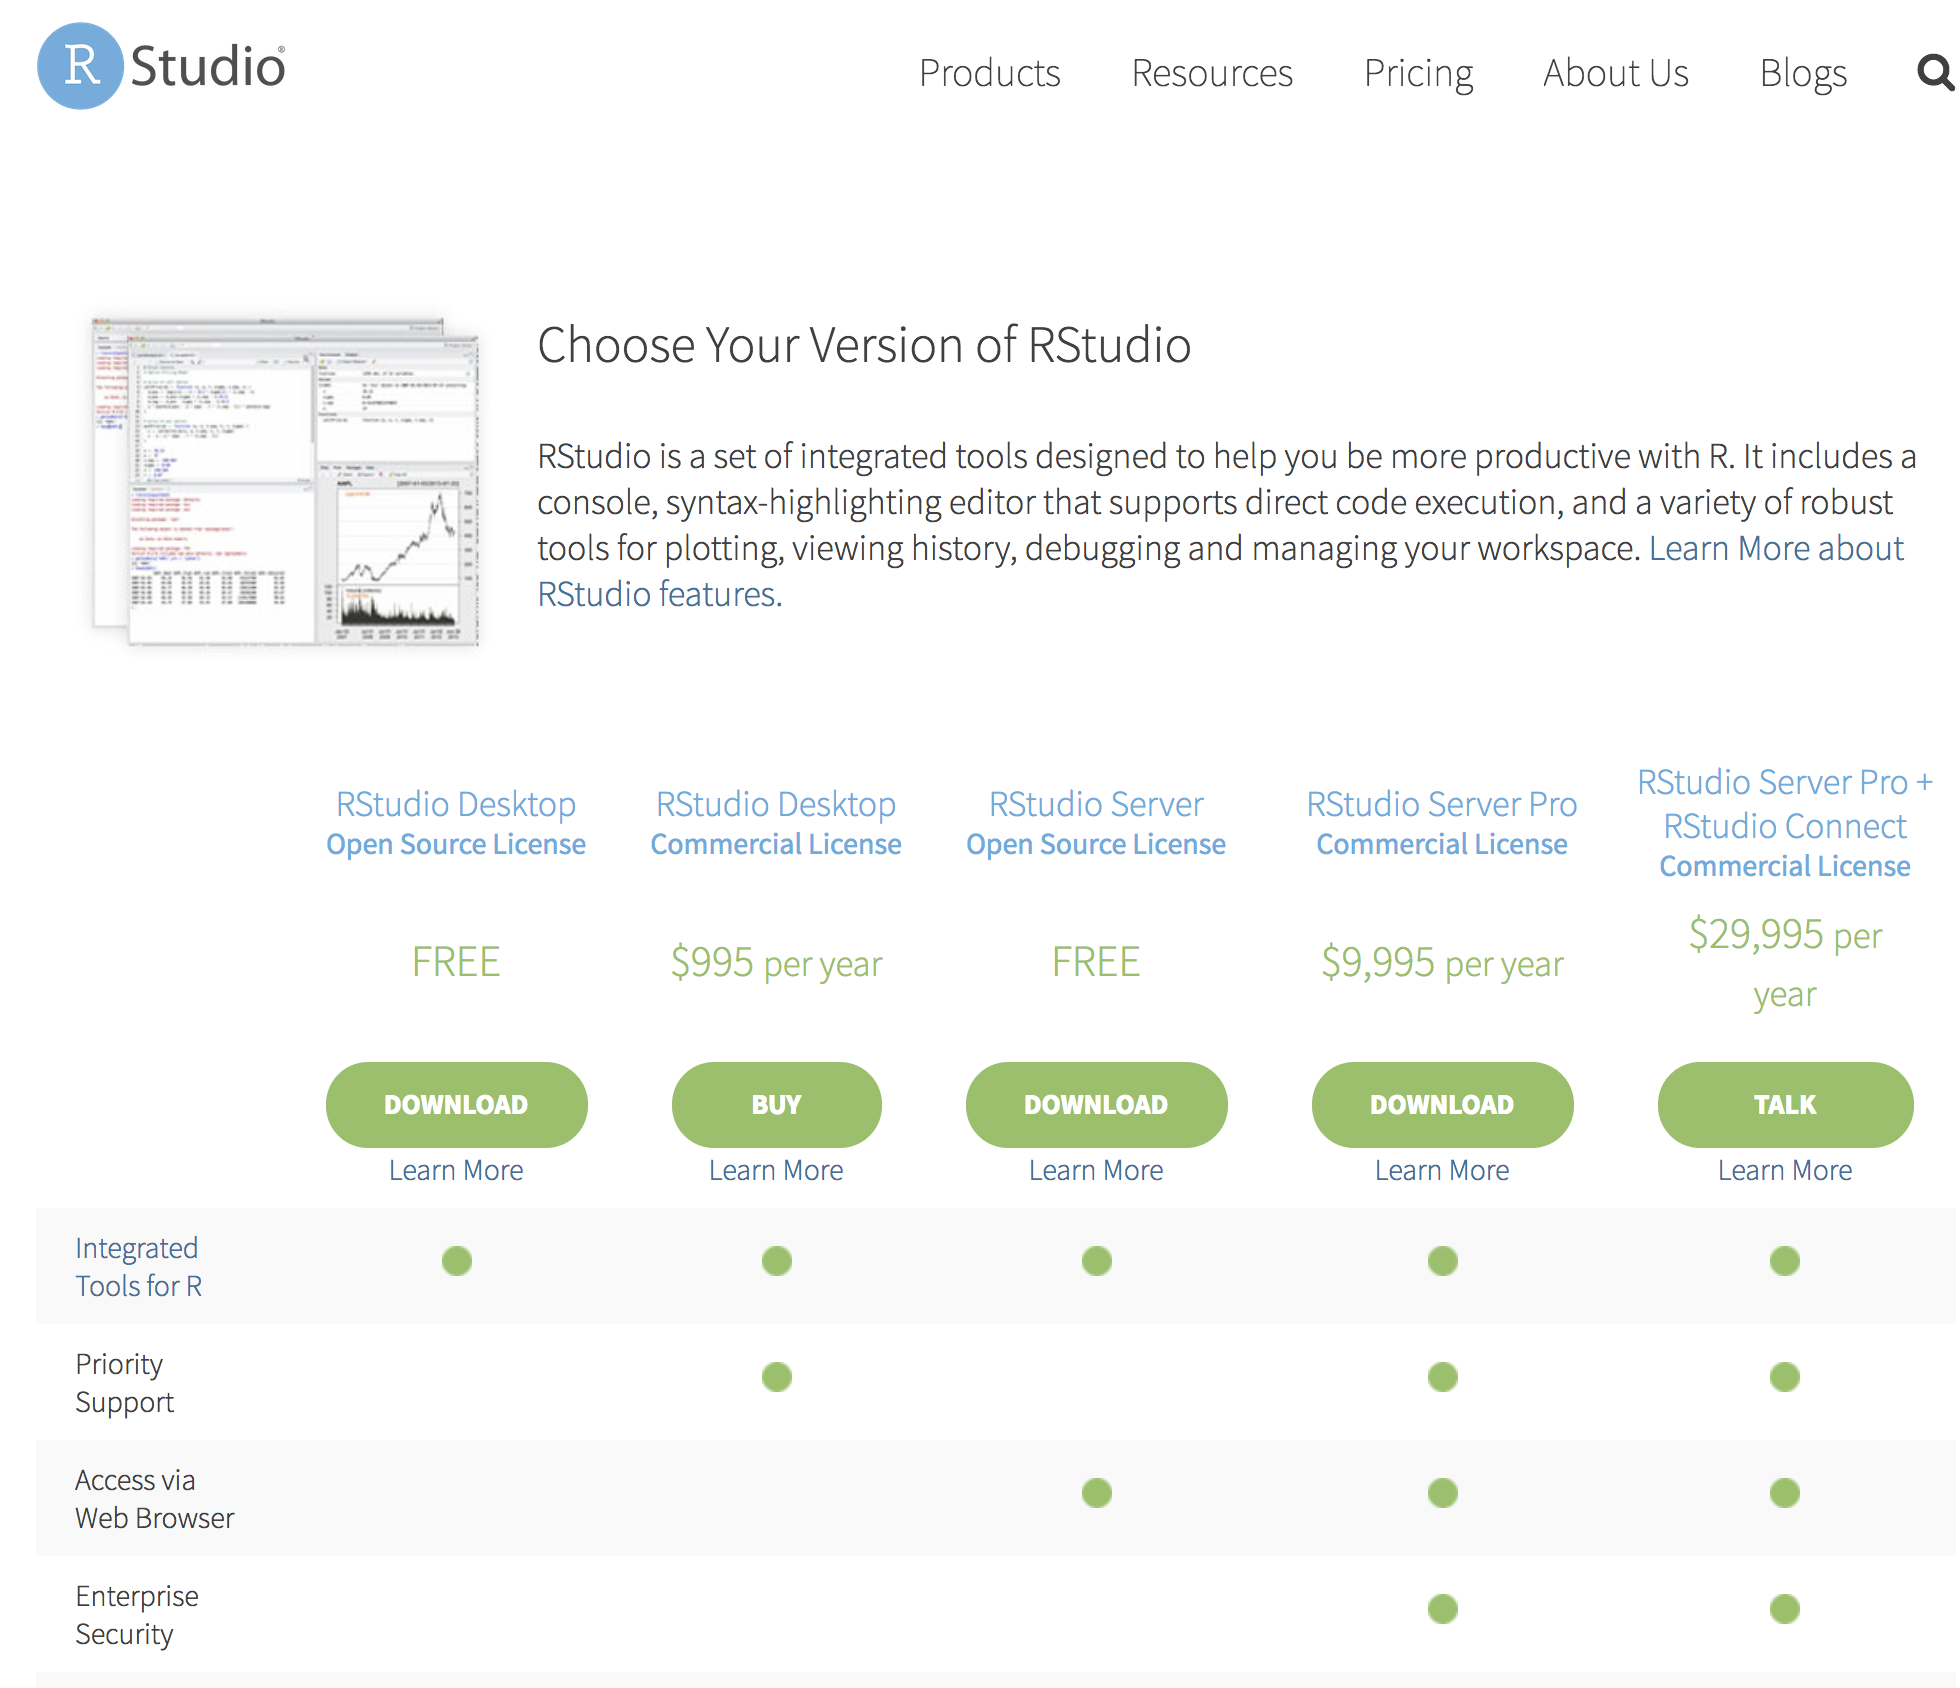 R Studio®
Products Resources Pricing About Us Blogs
Choose Your Version of RStudio
RStudio is a set of integrated tools designed to help you be more productive with R. It includes a
console, syntax-highlighting editor that supports direct code execution, and a variety of robust
tools for plotting, viewing history, debugging and managing your workspace. Learn More about
RStudio features.
RStudio Desktop
Open Source License
RStudio Desktop
Commercial License
RStudio Server
Open Source License
RStudio Server Pro
Commercial License
RStudio Server Pro +
RStudio Connect
Commercial License
FREE
$995 per year
FREE
$9,995 per year
$29,995 per
year
DOWNLOAD
BUY
DOWNLOAD
DOWNLOAD
TALK
Learn More
Learn More
Learn More
Learn More
Learn More
Integrated
Tools for R
Priority
Support
Access via
Web Browser
Enterprise
Security